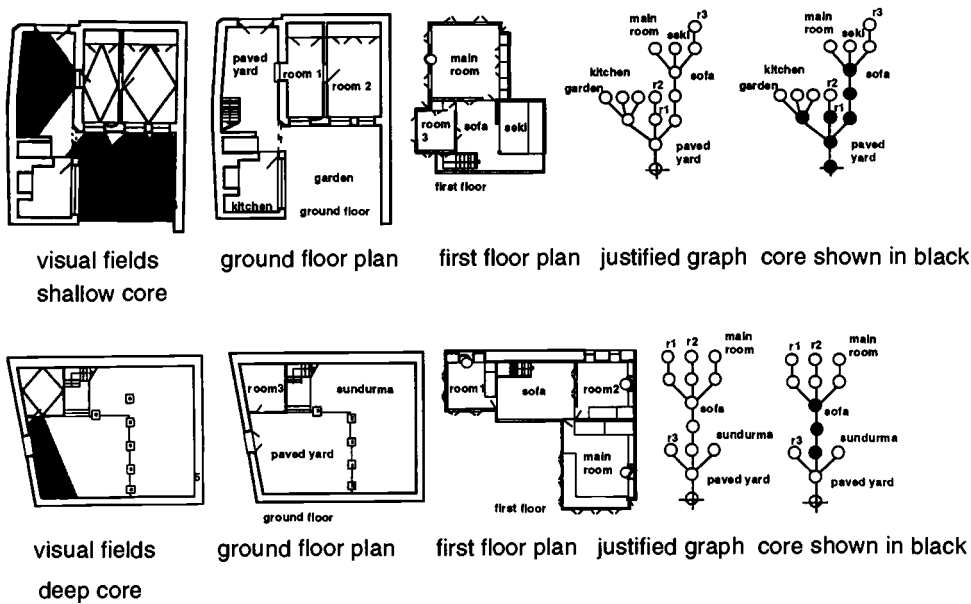 paved
yard
room 1
room 2
garden
kitchen
ground floor
main
room
room
3
sofa
seki
first floor
r3
main
room
seki
sofa
kitchen
garden
r2
r1
paved
yard
r3
main
room
seki
sofa
kitchen
garden
r2
r1
paved
yard
visual fields
ground floor plan
first floor plan
justified graph
core shown in black
shallow core
room3
sundurma
paved yard
ground floor
room1
sofa
room2
main
room
first floor
r1
r2
main
room
sofa
r3
sundurma
paved yard
r1
r2
main
room
sofa
r3
sundurma
paved yard
visual fields
ground floor plan
first floor plan
justified graph
core shown in black
deep core